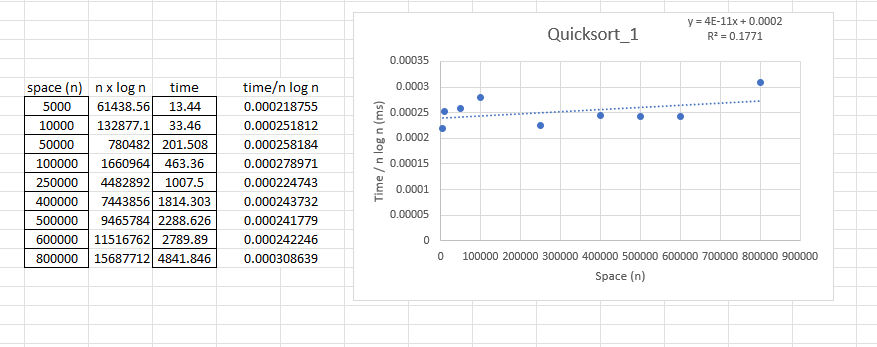 space (n) n x log n time time/n log n
5000 61438.56 13.44 0.000218755
10000 132877.1 33.46 0.000251812
50000 780482 201.508 0.000258184
100000 1660964 463.36 0.000278971
250000 4482892 1007.5 0.000224743
400000 7443856 1814.303 0.000243732
500000 9465784 2288.626 0.000241779
600000 11516762 2789.89 0.000242246
800000 15687712 4841.846 0.000308639
Quicksort_1
y = 4E-11x + 0.0002
R² = 0.1771
Time / n log n (ms)
0.00035
0.0003
0.00025
0.0002
0.00015
0.0001
0.00005
0
0 100000 200000 300000 400000 500000 600000 700000 800000 900000
Space (n)